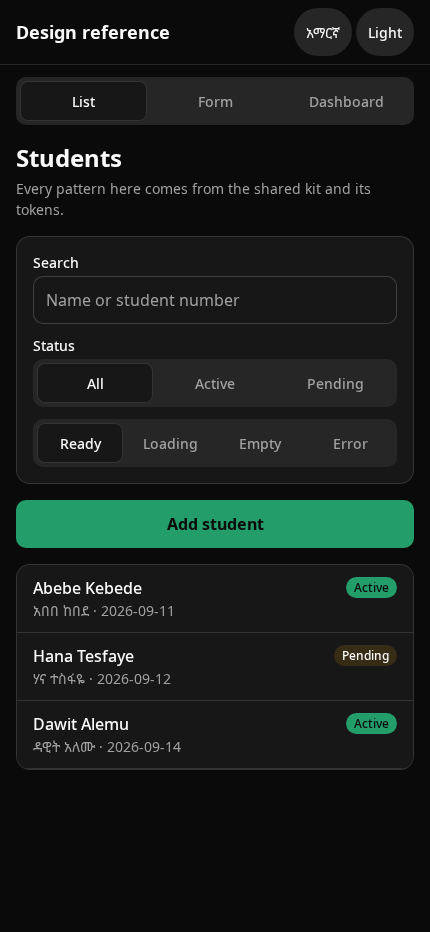 Design reference
አማርኛ
Light
List
Form
Dashboard
Students
Every pattern here comes from the shared kit and its
tokens.
Search
Name or student number
Status
All
Active
Pending
Ready
Loading
Empty
Error
Add student
Abebe Kebede
Active
አበበ ከበደ · 2026-09-11
Hana Tesfaye
Pending
ሃና ተስፋዬ · 2026-09-12
Dawit Alemu
Active
ዳዊት አለሙ · 2026-09-14